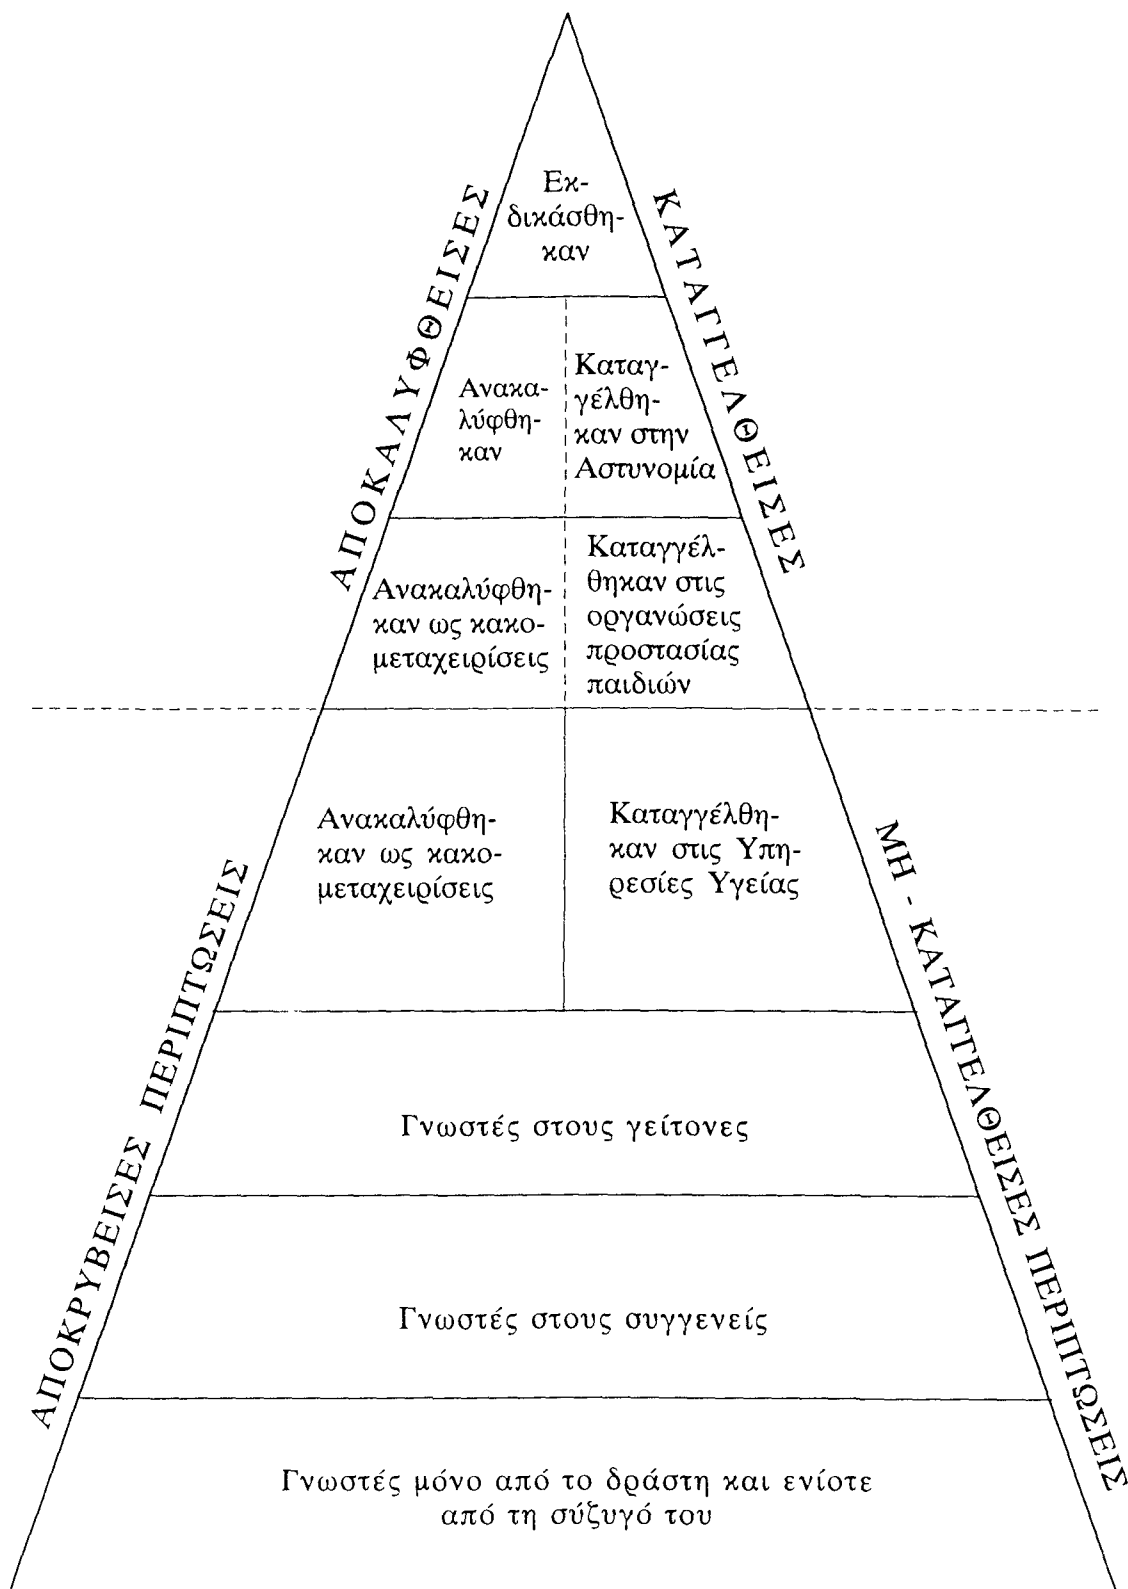 Εκ-
δικάσθη-
καν
ΑΠΟΚΑΛΥΦΘΕΙΣΕΣ
ΚΑΤΑΓΓΕΛΘΕΙΣΕΣ
Ανακα-
λύφθη-
καν
Καταγ-
γέλθη-
καν στην
Αστυνομία
Ανακαλύφθη-
καν ως κακο-
μεταχειρίσεις
Καταγγέλ-
θηκαν στις
οργανώσεις
προστασίας
παιδιών
Ανακαλύφθη-
καν ως κακο-
μεταχειρίσεις
Καταγγέλθη-
καν στις Υπη-
ρεσίες Υγείας
ΑΠΟΚΡΥΒΕΙΣΕΣ ΠΕΡΙΠΤΩΣΕΙΣ
ΜΗ - ΚΑΤΑΓΓΕΛΘΕΙΣΕΣ ΠΕΡΙΠΤΩΣΕΙΣ
Γνωστές στους γείτονες
Γνωστές στους συγγενείς
Γνωστές μόνο από το δράστη και ενίοτε
από τη σύζυγό του